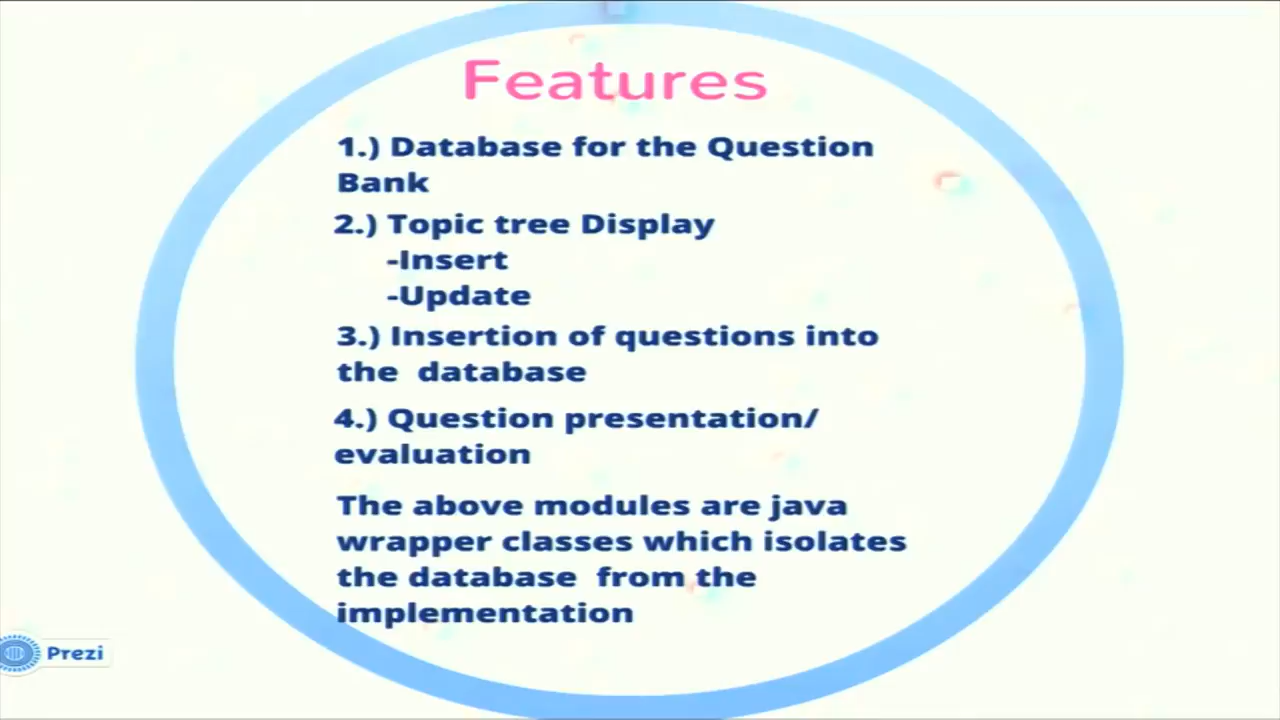 Features
1.) Database for the Question
Bank
2.) Topic tree Display
-Insert
-Update
3.) Insertion of questions into
the database
4.) Question presentation/
evaluation
The above modules are java
wrapper classes which isolates
the database from the
implementation
Prezi